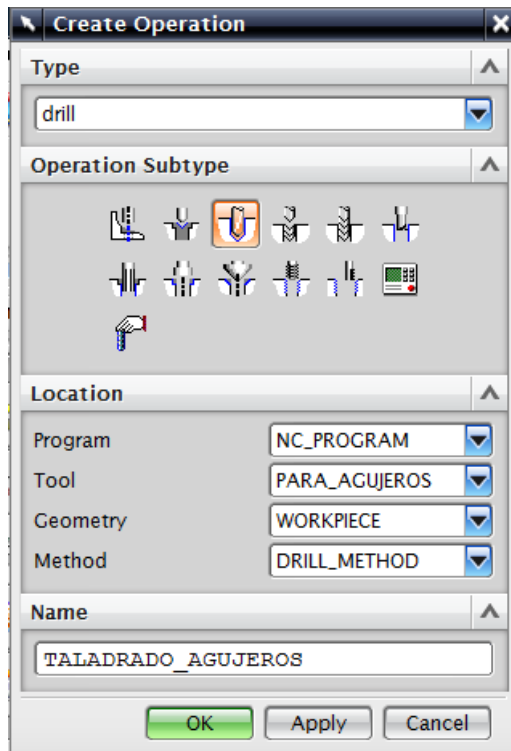 Create Operation
Type
drill
Operation Subtype
Location
Program NC_PROGRAM
Tool PARA_AGUJEROS
Geometry WORKPIECE
Method DRILL_METHOD
Name
TALADRADO_AGUJEROS
OK Apply Cancel